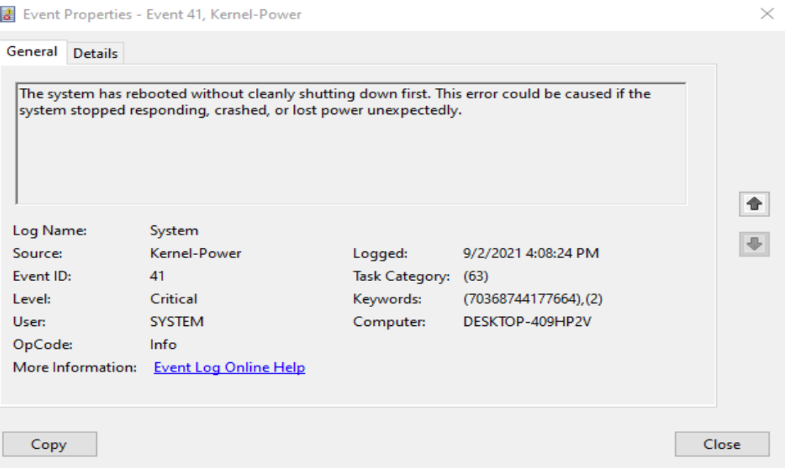 Event Properties - Event 41, Kernel-Power
General Details
The system has rebooted without cleanly shutting down first. This error could be caused if the
system stopped responding, crashed, or lost power unexpectedly.
Log Name: System
Source: Kernel-Power Logged: 9/2/2021 4:08:24 PM
Event ID: 41 Task Category: (63)
Level: Critical Keywords: (70368744177664),(2)
User: SYSTEM Computer: DESKTOP-409HP2V
OpCode: Info
More Information: Event Log Online Help
Copy Close